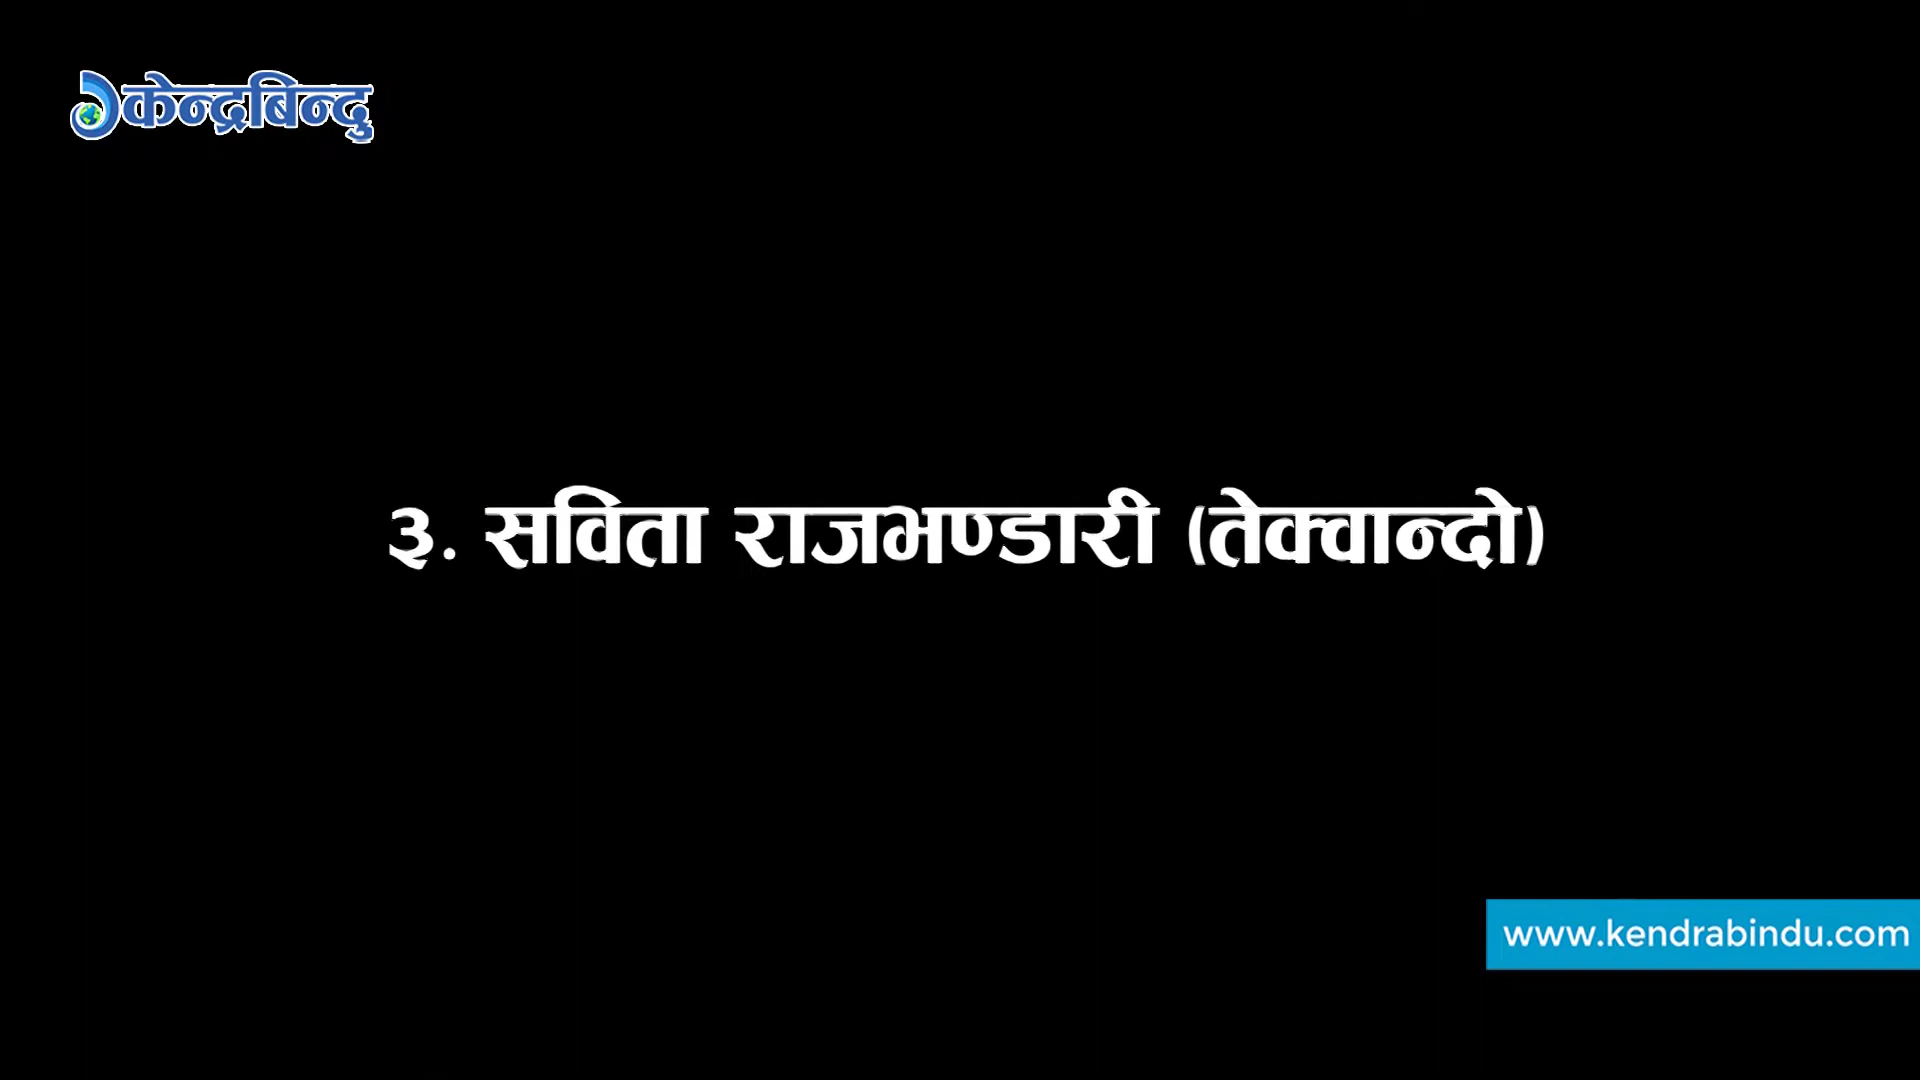 केन्द्रबिन्दु
३. सविता राजभण्डारी (तेक्वान्दो)
www.kendrabindu.com